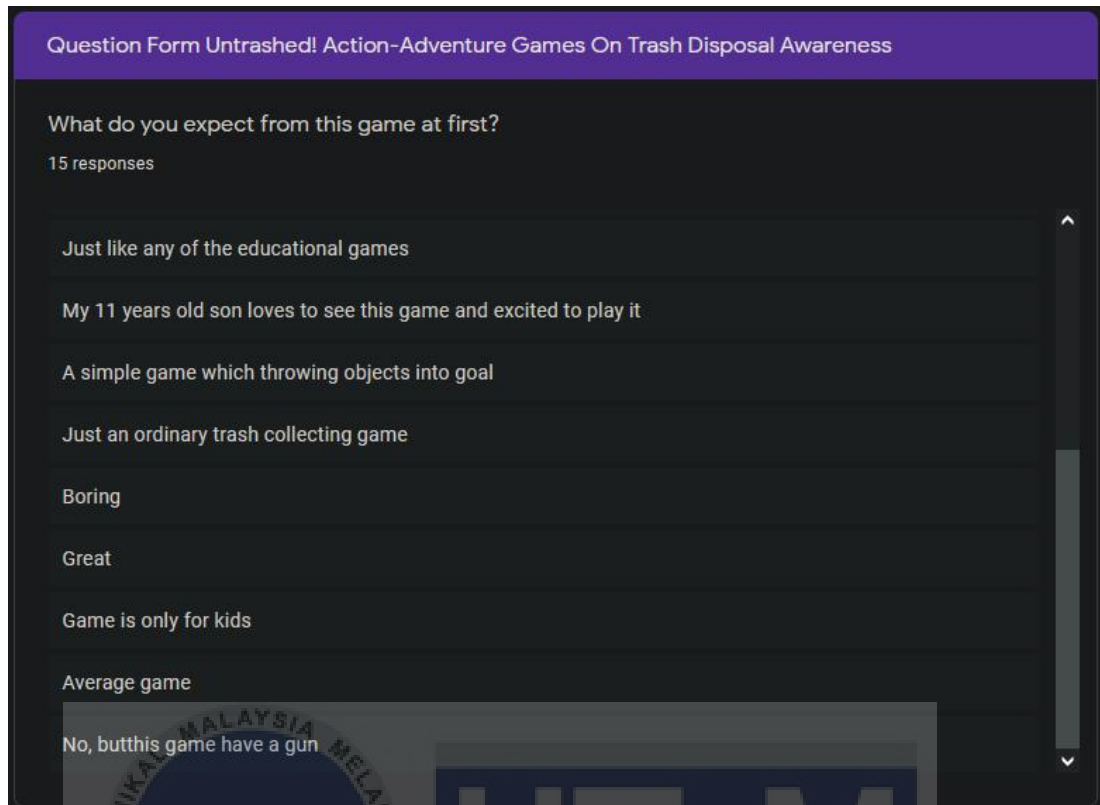 Question Form Untrashed! Action-Adventure Games On Trash Disposal Awareness
What do you expect from this game at first?
15 responses
Just like any of the educational games
My 11 years old son loves to see this game and excited to play it
A simple game which throwing objects into goal
Just an ordinary trash collecting game
Boring
Great
Game is only for kids
Average game
No, butthis game have a gun
MALAYSIA